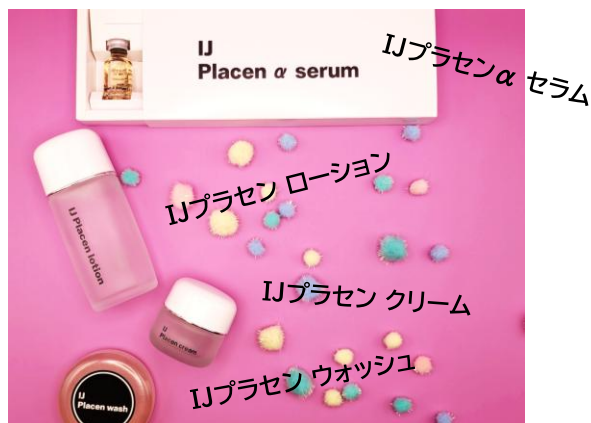 IJ
Placen α serum
IJプラセンα セラム
IJプラセン ローション
IJ Placen lotion
IJプラセン クリーム
IJ
Placen cream
IJプラセン ウォッシュ
IJ
Placen wash